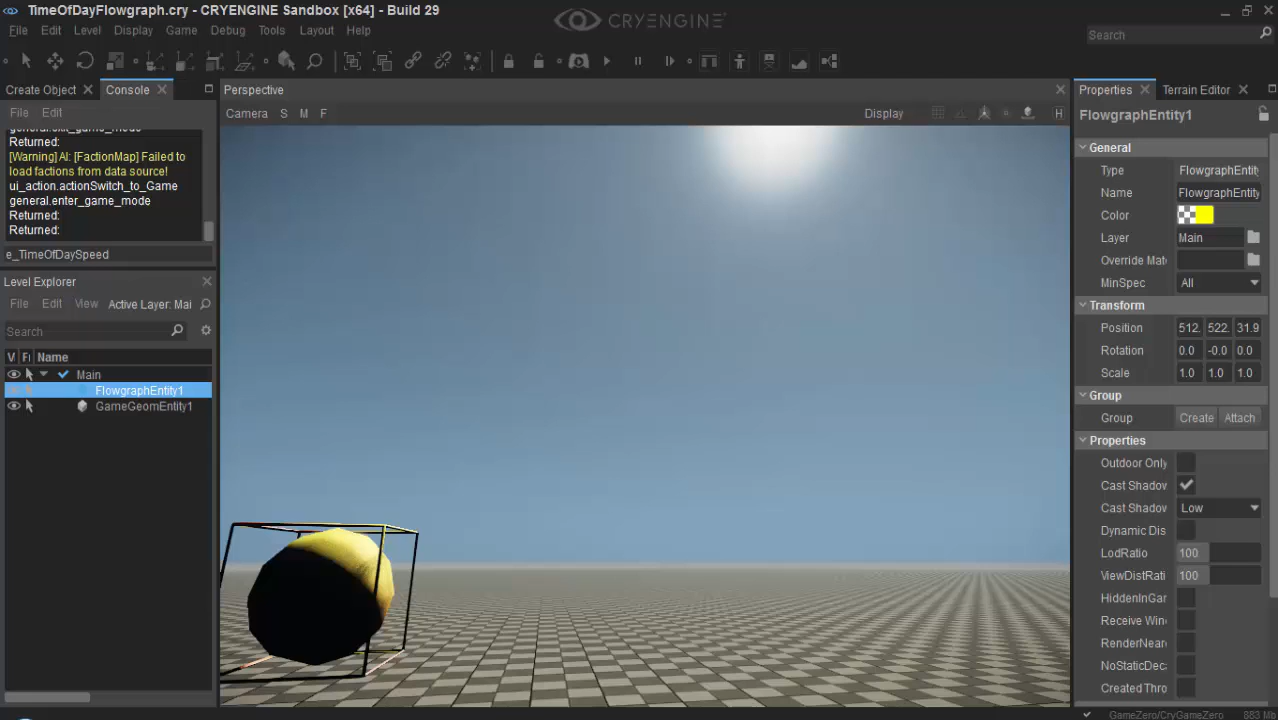 TimeOfDayFlowgraph.cry - CRYENGINE Sandbox [x64] - Build 29
CRYENGINE
File Edit Level Display Game Debug Tools Layout Help
Search
Create Object
Console
File Edit
Returned:
[Warning] AI: [FactionMap] Failed to
load factions from data source!
ui_action.actionSwitch_to_Game
general.enter_game_mode
Returned:
Returned:
e_TimeOfDaySpeed
Level Explorer
File Edit View Active Layer: Mai
Search
V Fi Name
Main
FlowgraphEntity1
GameGeomEntity1
Perspective
Camera S M F
Display
H
Properties
Terrain Editor
FlowgraphEntity1
General
Type FlowgraphEntit
Name FlowgraphEntity
Color
Layer Main
Override Mat
MinSpec All
Transform
Position 512. 522. 31.9
Rotation 0.0 -0.0 0.0
Scale 1.0 1.0 1.0
Group
Group Create Attach
Properties
Outdoor Only
Cast Shadov
Cast Shadov Low
Dynamic Dis
LodRatio 100
ViewDistRati 100
HiddenInGar
Receive Win
RenderNear
NoStaticDec
Created Thro
GameZero/CryGameZero 883 Mb